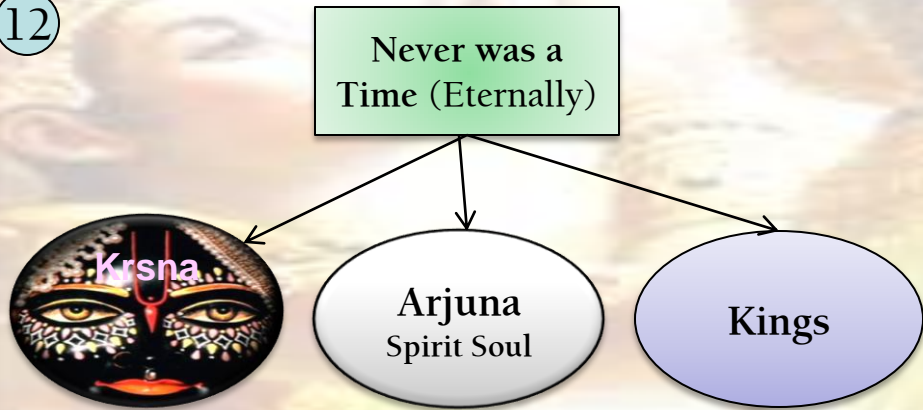 12
Never was a
Time (Eternally)
Krsna
Arjuna
Spirit Soul
Kings